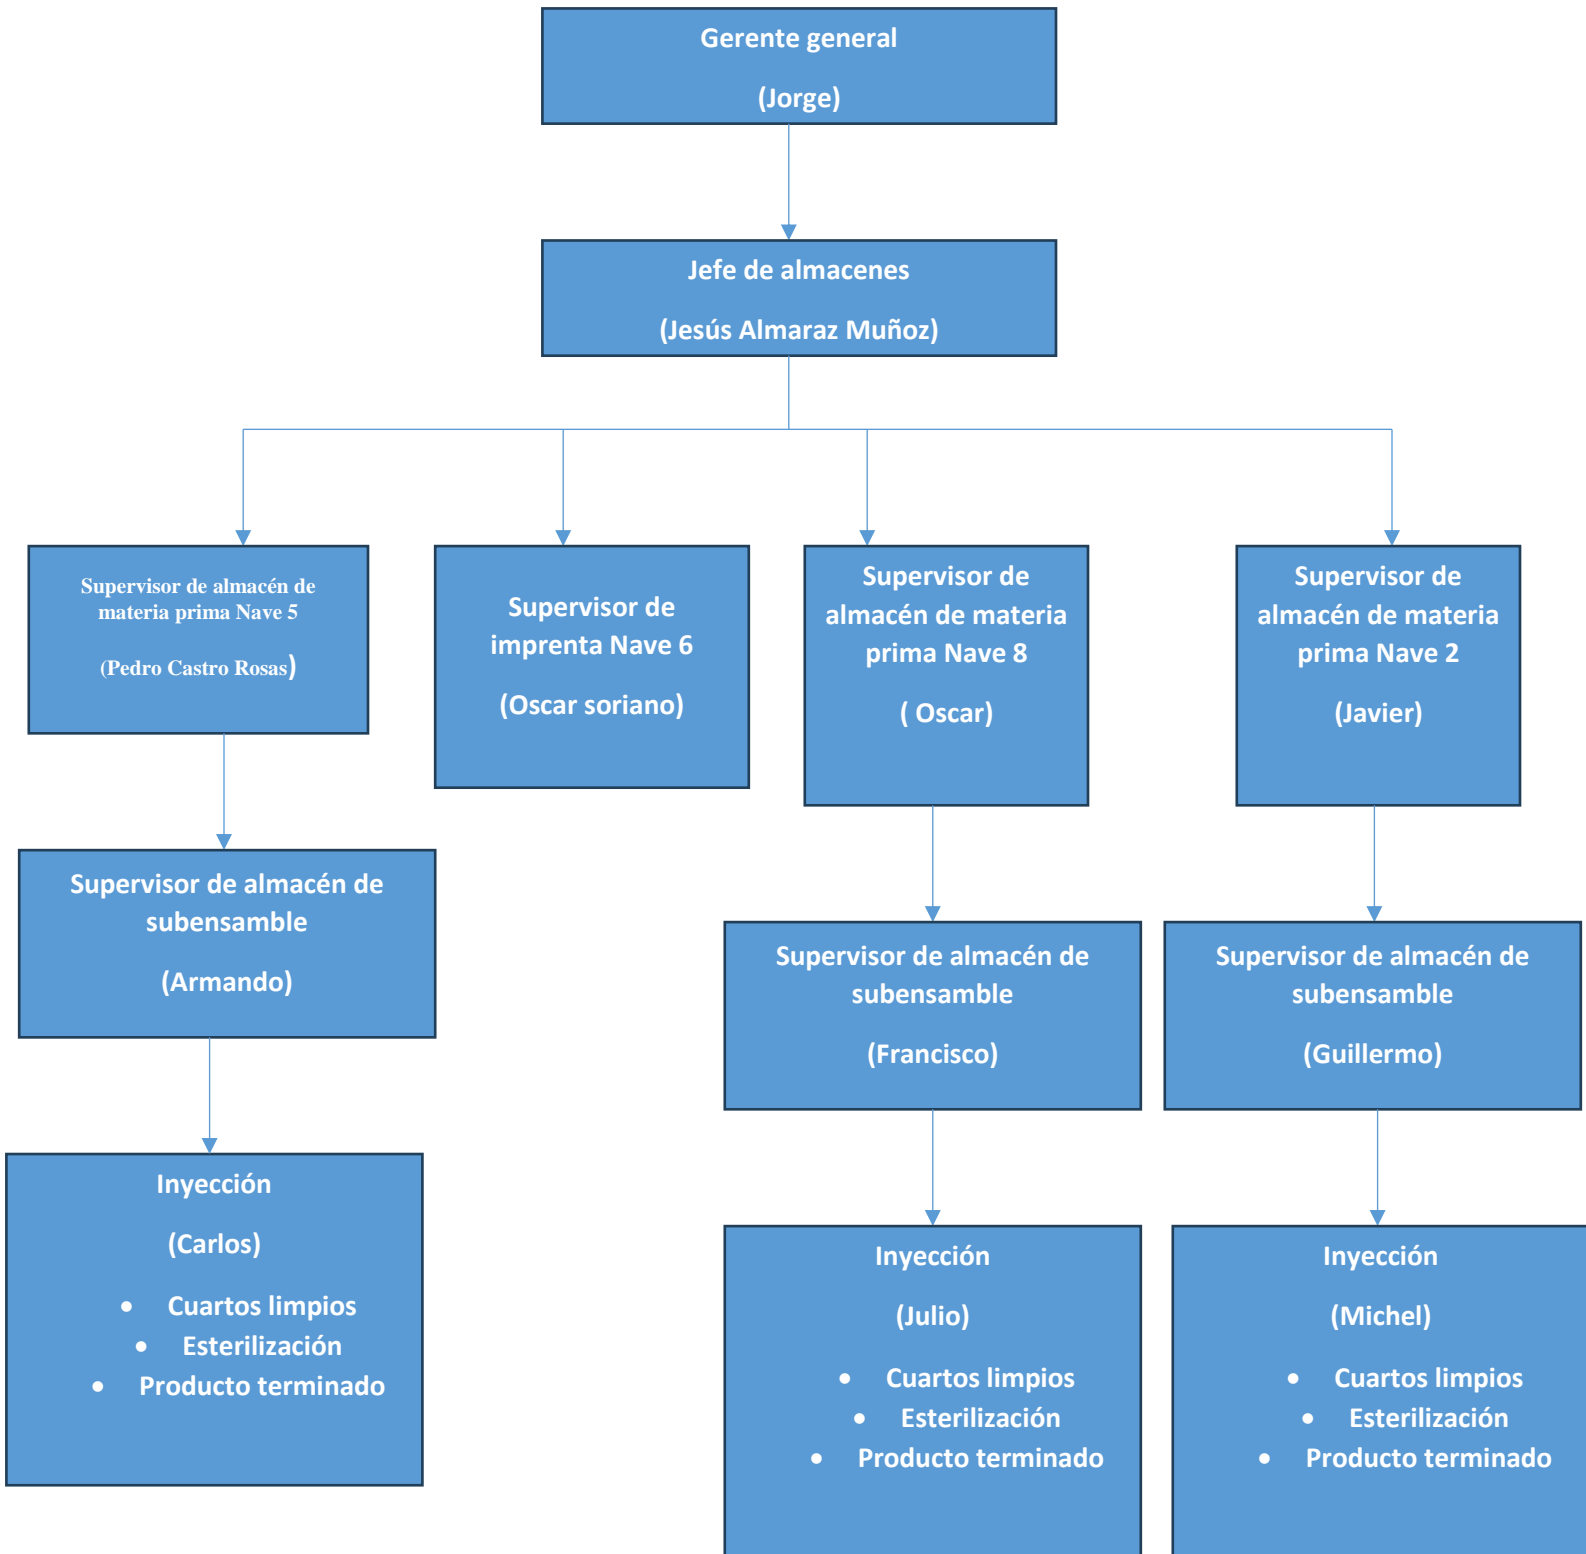 Gerente general
(Jorge)
Jefe de almacenes
(Jesús Almaraz Muñoz)
Supervisor de almacén de
materia prima Nave 5
(Pedro Castro Rosas)
Supervisor de
imprenta Nave 6
(Oscar soriano)
Supervisor de
almacén de materia
prima Nave 8
( Oscar)
Supervisor de
almacén de materia
prima Nave 2
(Javier)
Supervisor de almacén de
subensamble
(Armando)
Supervisor de almacén de
subensamble
(Francisco)
Supervisor de almacén de
subensamble
(Guillermo)
Inyección
(Carlos)
• Cuartos limpios
• Esterilización
• Producto terminado
Inyección
(Julio)
• Cuartos limpios
• Esterilización
• Producto terminado
Inyección
(Michel)
• Cuartos limpios
• Esterilización
• Producto terminado